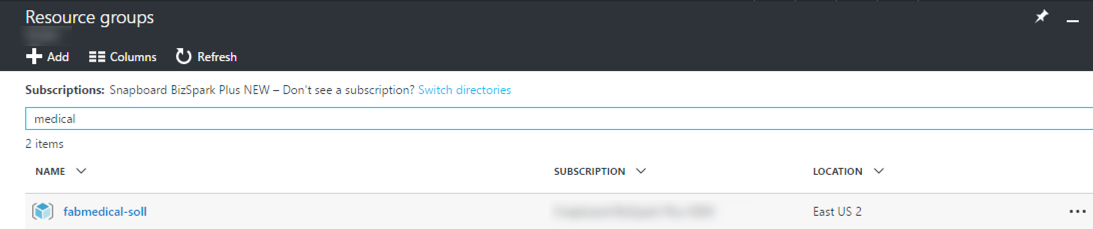 Resource groups
Add Columns Refresh
Subscriptions: Snapboard BizSpark Plus NEW – Don't see a subscription? Switch directories
medical
2 items
NAME SUBSCRIPTION LOCATION
fabmedical-soll East US 2